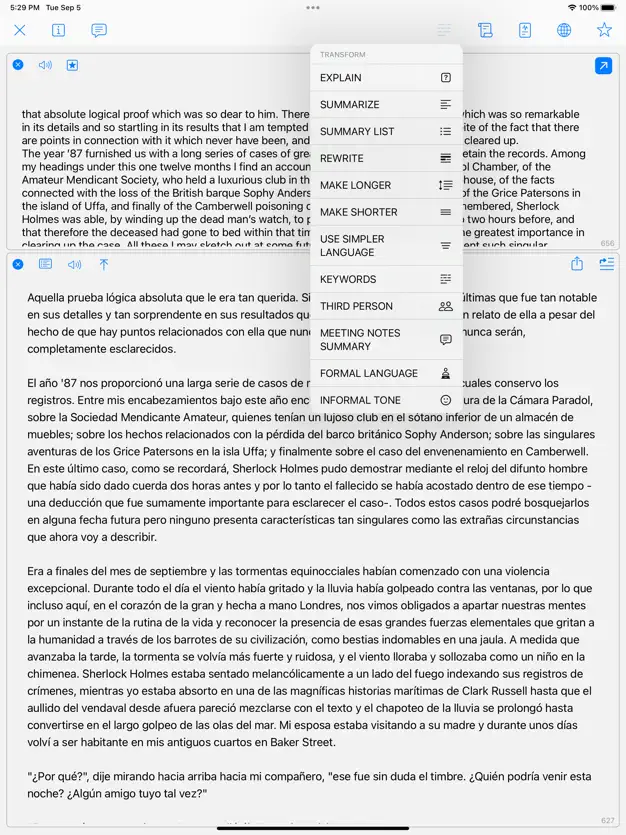 5:29 PM Tue Sep 5
100%
TRANSFORM
EXPLAIN
SUMMARIZE
SUMMARY LIST
REWRITE
MAKE LONGER
MAKE SHORTER
USE SIMPLER
LANGUAGE
KEYWORDS
THIRD PERSON
MEETING NOTES
SUMMARY
FORMAL LANGUAGE
INFORMAL TONE
that absolute logical proof which was so dear to him. There which was so remarkable
in its details and so startling in its results that I am tempted ite of the fact that there
are points in connection with it which never have been, and cleared up.
The year '87 furnished us with a long series of cases of grea etain the records. Among
my headings under this one twelve months I find an accoun ol Chamber, of the
Amateur Mendicant Society, who held a luxurious club in th house, of the facts
connected with the loss of the British barque Sophy Ander of the Grice Patersons in
the island of Uffa, and finally of the Camberwell poisoning c membered, Sherlock
Holmes was able, by winding up the dead man's watch, to p two hours before, and
that therefore the deceased had gone to bed within that tim he greatest importance in
clearing up the case. All these I may sketch out at some fut ent such singular
656
Aquella prueba lógica absoluta que le era tan querida. Si últimas que fue tan notable
en sus detalles y tan sorprendente en sus resultados qu n relato de ella a pesar del
hecho de que hay puntos relacionados con ella que nunc nunca serán,
completamente esclarecidos.
El año '87 nos proporcionó una larga serie de casos de r cuales conservo los
registros. Entre mis encabezamientos bajo este año enc ura de la Cámara Paradol,
sobre la Sociedad Mendicante Amateur, quienes tenían un lujoso club en el sótano inferior de un almacén de
muebles; sobre los hechos relacionados con la pérdida del barco británico Sophy Anderson; sobre las singulares
aventuras de los Grice Patersons en la isla Uffa; y finalmente sobre el caso del envenenamiento en Camberwell.
En este último caso, como se recordará, Sherlock Holmes pudo demostrar mediante el reloj del difunto hombre
que había sido dado cuerda dos horas antes y por lo tanto el fallecido se había acostado dentro de ese tiempo -
una deducción que fue sumamente importante para esclarecer el caso-. Todos estos casos podré bosquejarlos
en alguna fecha futura pero ninguno presenta características tan singulares como las extrañas circunstancias
que ahora voy a describir.
Era a finales del mes de septiembre y las tormentas equinocciales habían comenzado con una violencia
excepcional. Durante todo el día el viento había gritado y la lluvia había golpeado contra las ventanas, por lo que
incluso aquí, en el corazón de la gran y hecha a mano Londres, nos vimos obligados a apartar nuestras mentes
por un instante de la rutina de la vida y reconocer la presencia de esas grandes fuerzas elementales que gritan a
la humanidad a través de los barrotes de su civilización, como bestias indomables en una jaula. A medida que
avanzaba la tarde, la tormenta se volvía más fuerte y ruidosa, y el viento lloraba y sollozaba como un niño en la
chimenea. Sherlock Holmes estaba sentado melancólicamente a un lado del fuego indexando sus registros de
crímenes, mientras yo estaba absorto en una de las magníficas historias marítimas de Clark Russell hasta que el
aullido del vendaval desde afuera pareció mezclarse con el texto y el chapoteo de la lluvia se prolongó hasta
convertirse en el largo golpeo de las olas del mar. Mi esposa estaba visitando a su madre y durante unos días
volví a ser habitante en mis antiguos cuartos en Baker Street.
"¿Por qué?", dije mirando hacia arriba hacia mi compañero, "ese fue sin duda el timbre. ¿Quién podría venir esta
noche? ¿Algún amigo tuyo tal vez?"
627